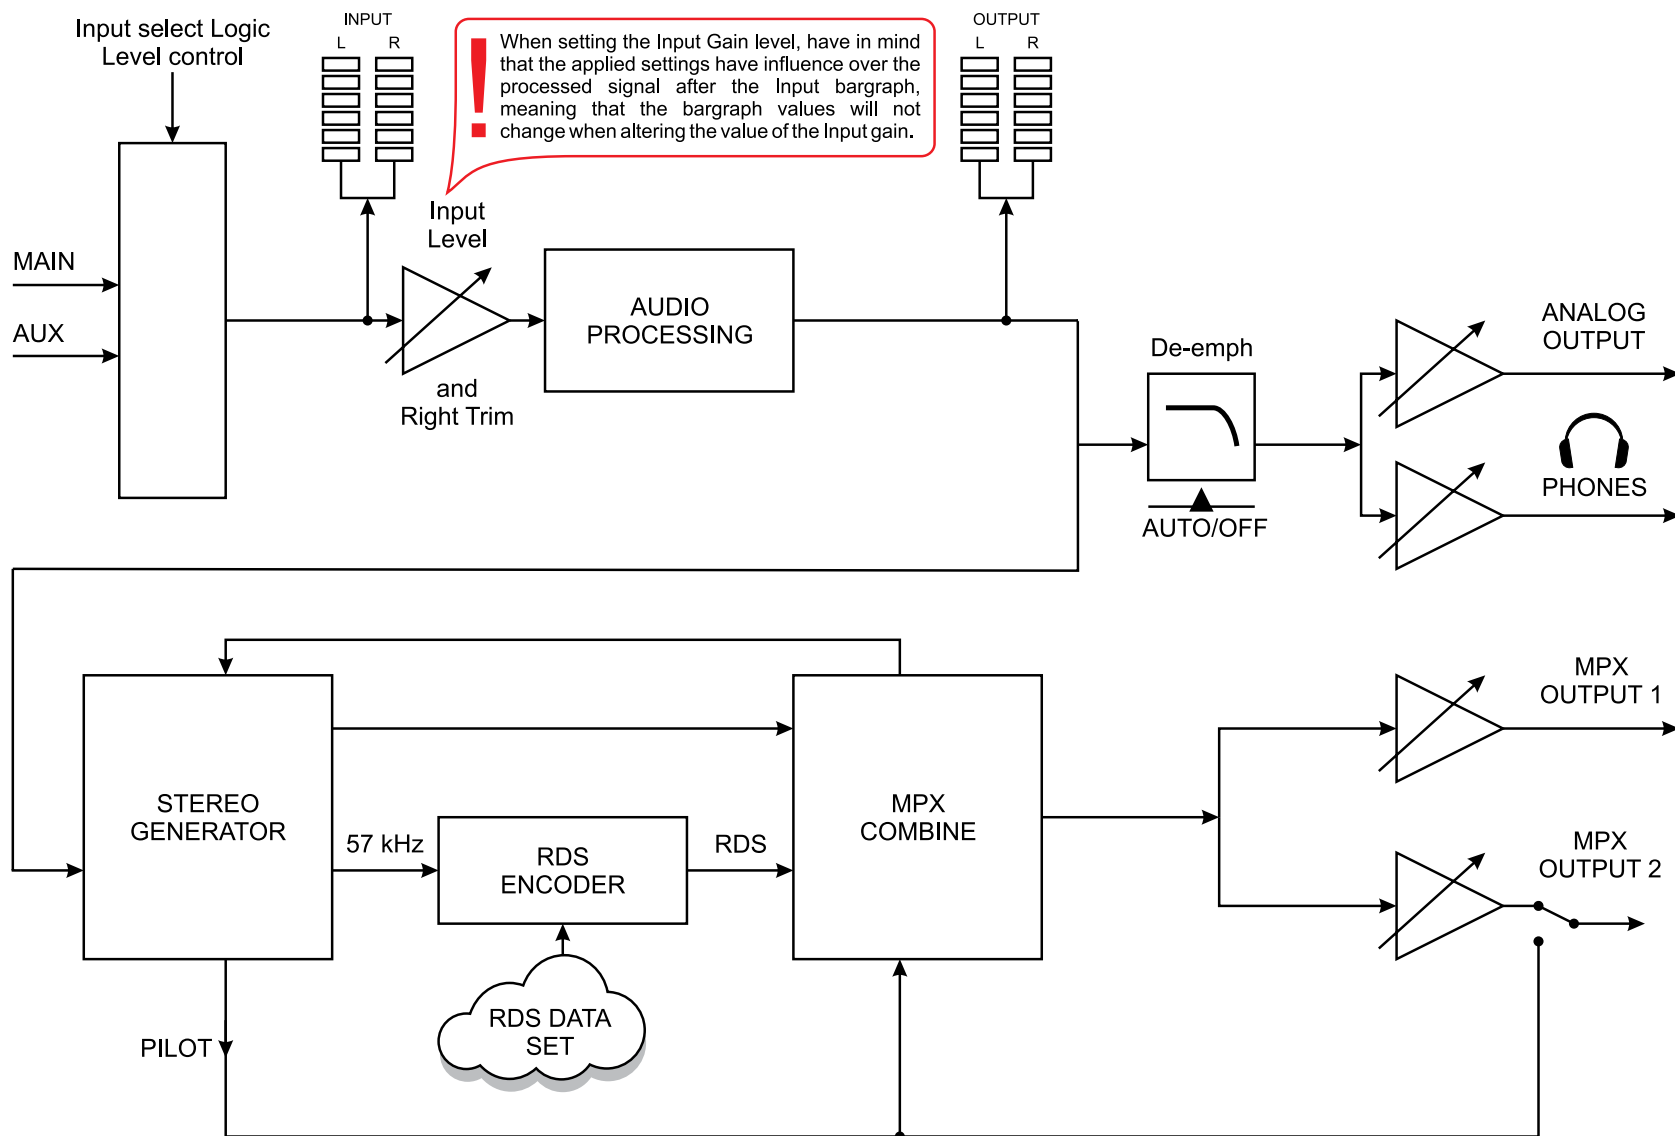 Input select Logic
Level control
INPUT
L R
When setting the Input Gain level, have in mind
that the applied settings have influence over the
processed signal after the Input bargraph,
meaning that the bargraph values will not
change when altering the value of the Input gain.
!
OUTPUT
L R
MAIN
AUX
Input
Level
and
Right Trim
AUDIO
PROCESSING
De-emph
AUTO/OFF
ANALOG
OUTPUT
PHONES
STEREO
GENERATOR
57 kHz
RDS
ENCODER
RDS
MPX
COMBINE
MPX
OUTPUT 1
MPX
OUTPUT 2
RDS DATA
SET
PILOT